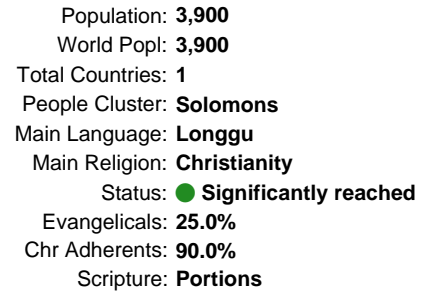 Population: 3,900
World Popl: 3,900
Total Countries: 1
People Cluster: Solomons
Main Language: Longgu
Main Religion: Christianity
Status: Significantly reached
Evangelicals: 25.0%
Chr Adherents: 90.0%
Scripture: Portions